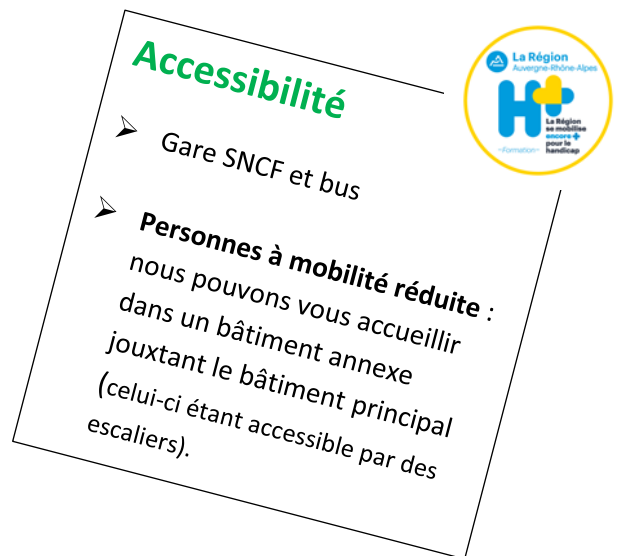 Accessibilité
Gare SNCF et bus
Personnes à mobilité réduite :
nous pouvons vous accueillir
dans un bâtiment annexe
jouxtant le bâtiment principal
(celui-ci étant accessible par des
escaliers).
La Région
Auvergne-Rhône-Alpes
H+
La Région
se mobilise
encore +
pour le
handicap
~Formation~